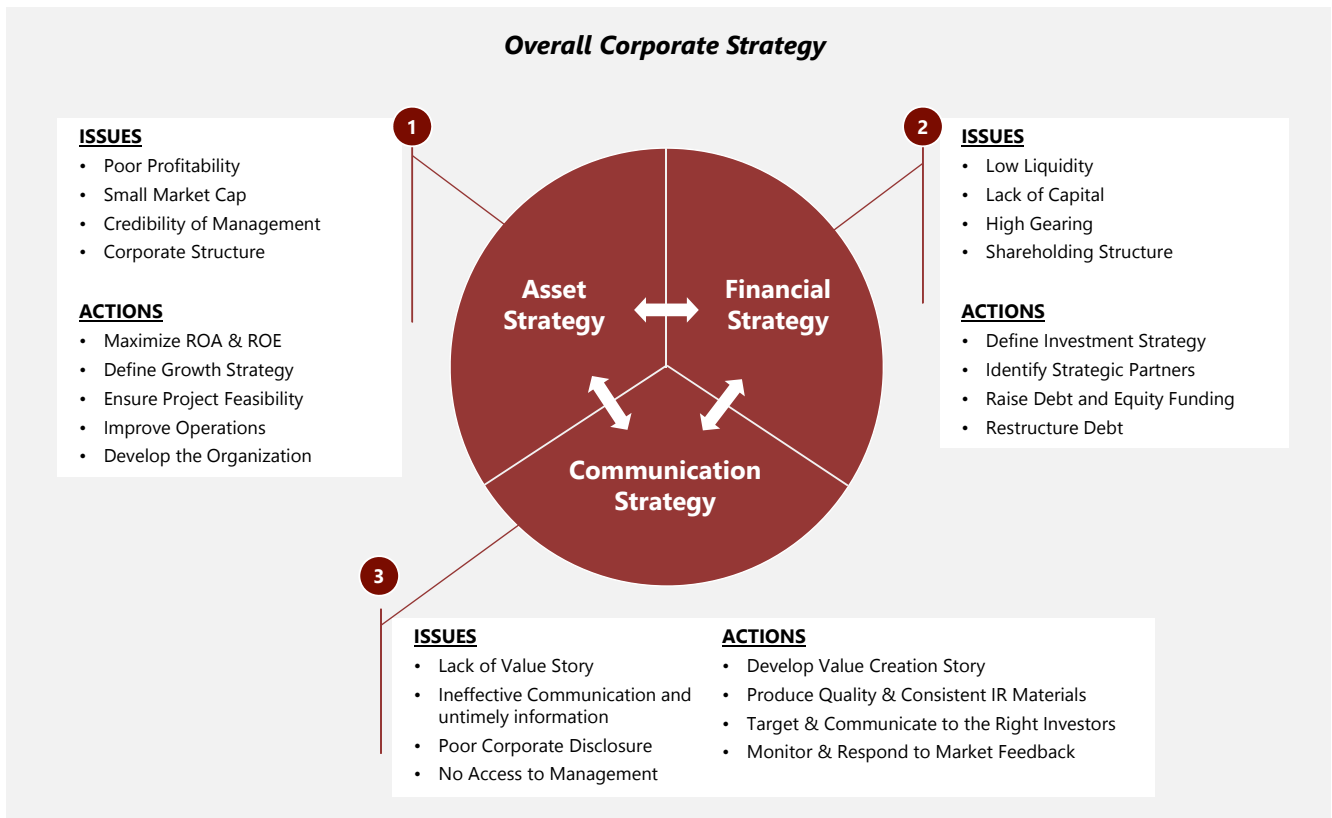 Overall Corporate Strategy
1
ISSUES
• Poor Profitability
• Small Market Cap
• Credibility of Management
• Corporate Structure
ACTIONS
• Maximize ROA & ROE
• Define Growth Strategy
• Ensure Project Feasibility
• Improve Operations
• Develop the Organization
2
ISSUES
• Low Liquidity
• Lack of Capital
• High Gearing
• Shareholding Structure
ACTIONS
• Define Investment Strategy
• Identify Strategic Partners
• Raise Debt and Equity Funding
• Restructure Debt
Asset
Strategy
Financial
Strategy
Communication
Strategy
3
ISSUES
• Lack of Value Story
• Ineffective Communication and
untimely information
• Poor Corporate Disclosure
• No Access to Management
ACTIONS
• Develop Value Creation Story
• Produce Quality & Consistent IR Materials
• Target & Communicate to the Right Investors
• Monitor & Respond to Market Feedback